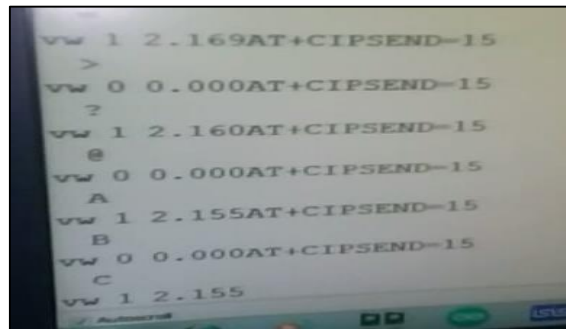 vw 1 2.169AT+CIPSEND=15
>
vw 0 0.000AT+CIPSEND=15
?
vw 1 2.160AT+CIPSEND=15
@
vw 0 0.000AT+CIPSEND=15
A
vw 1 2.155AT+CIPSEND=15
B
vw 0 0.000AT+CIPSEND=15
C
vw 1 2.155
Autoscroll